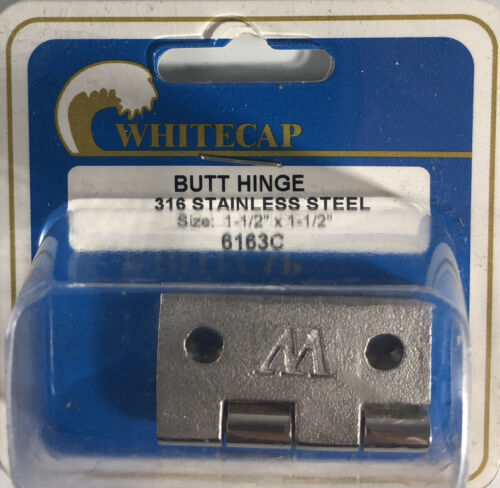 WHITECAP
BUTT HINGE
316 STAINLESS STEEL
Size: 1-1/2" x 1-1/2"
6163C
W